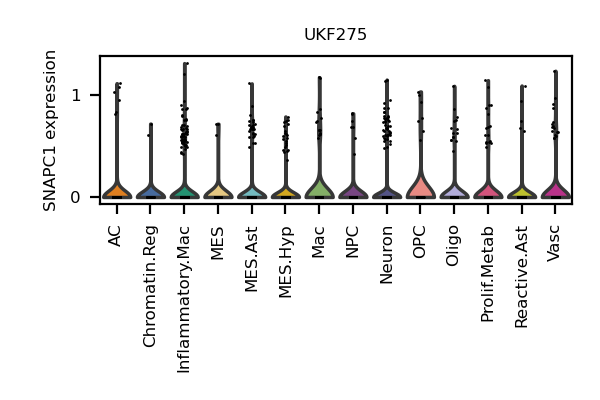 UKF275
SNAPC1 expression
1
0
AC
Chromatin.Reg
Inflammatory.Mac
MES
MES.Ast
MES.Hyp
Mac
NPC
Neuron
OPC
Oligo
Prolif.Metab
Reactive.Ast
Vasc